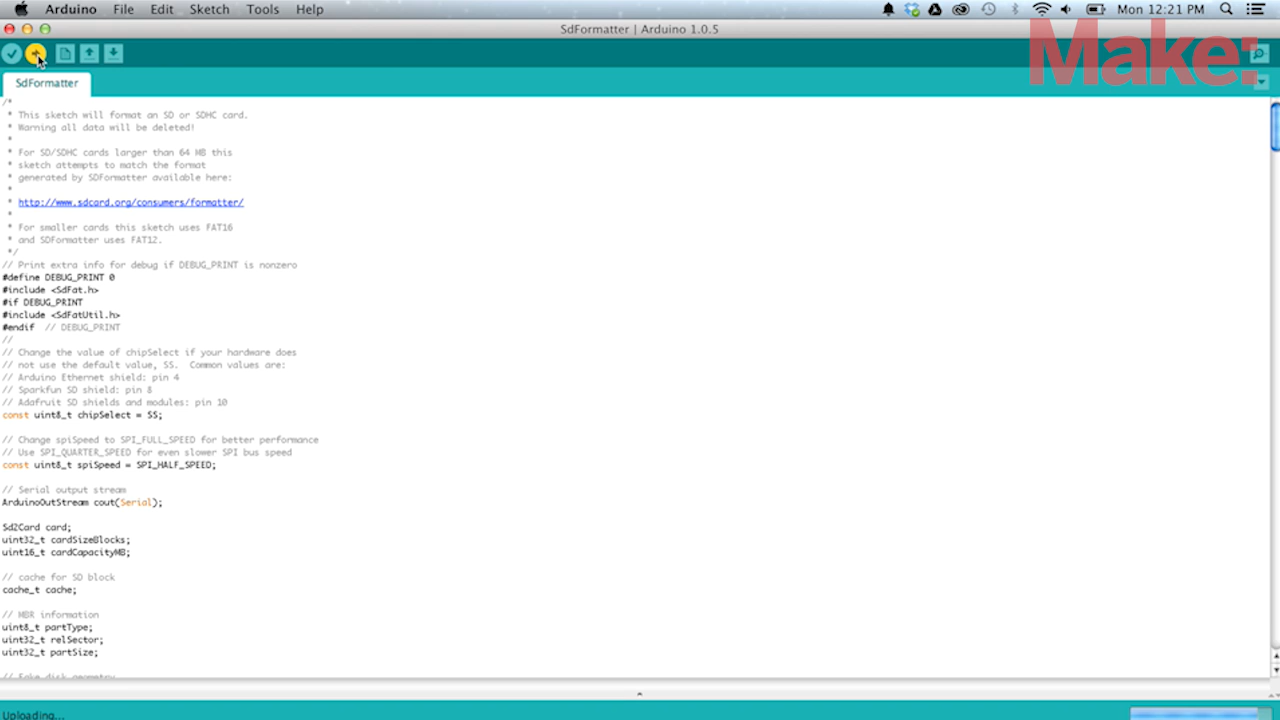 Arduino File Edit Sketch Tools Help Mon 12:21 PM
SdFormatter | Arduino 1.0.5
Make:
SdFormatter
/*
* This sketch will format an SD or SDHC card.
* Warning all data will be deleted!
*
* For SD/SDHC cards larger than 64 MB this
* sketch attempts to match the format
* generated by SDFormatter available here:
*
* http://www.sdcard.org/consumers/formatter/
*
* For smaller cards this sketch uses FAT16
* and SDFormatter uses FAT12.
*/
// Print extra info for debug if DEBUG_PRINT is nonzero
#define DEBUG_PRINT 0
#include <SdFat.h>
#if DEBUG_PRINT
#include <SdFatUtil.h>
#endif // DEBUG_PRINT
//
// Change the value of chipSelect if your hardware does
// not use the default value, SS. Common values are:
// Arduino Ethernet shield: pin 4
// Sparkfun SD shield: pin 8
// Adafruit SD shields and modules: pin 10
const uint8_t chipSelect = SS;
// Change spiSpeed to SPI_FULL_SPEED for better performance
// Use SPI_QUARTER_SPEED for even slower SPI bus speed
const uint8_t spiSpeed = SPI_HALF_SPEED;
// Serial output stream
ArduinoOutStream cout(Serial);
Sd2Card card;
uint32_t cardSizeBlocks;
uint16_t cardCapacityMB;
// cache for SD block
cache_t cache;
// MBR information
uint8_t partType;
uint32_t relSector;
uint32_t partSize;
// Fake disk geometry
Uploading...